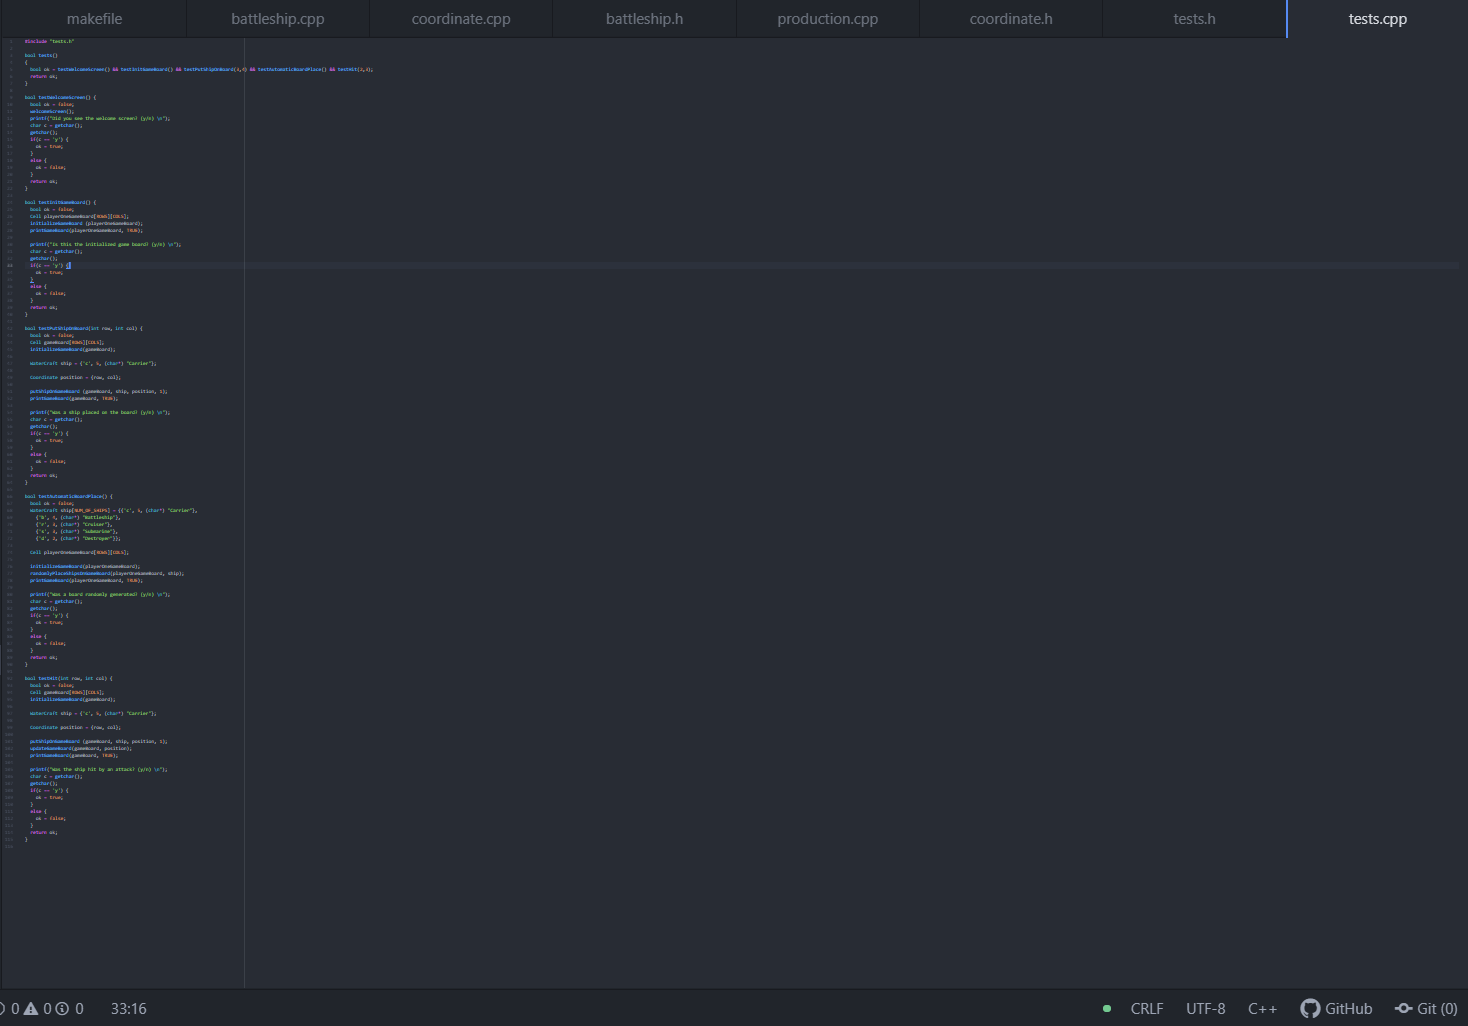 makefile battleship.cpp coordinate.cpp battleship.h production.cpp coordinate.h tests.h tests.cpp
#include "tests.h"
bool tests()
{
bool ok = testWelcomeScreen() && testInitGameBoard() && testPutShipOnBoard(3,4) && testAutomaticBoardPlace() && testHit(2,3);
return ok;
}
bool testWelcomeScreen() {
bool ok = false;
welcomeScreen();
printf("Did you see the welcome screen? (y/n) \n");
char c = getchar();
getchar();
if(c == 'y') {
ok = true;
}
else {
ok = false;
}
return ok;
}
bool testInitGameBoard() {
bool ok = false;
Cell playerOneGameBoard[ROWS][COLS];
initializeGameBoard (playerOneGameBoard);
printGameBoard(playerOneGameBoard, TRUE);
printf("Is this the initialized game board? (y/n) \n");
char c = getchar();
getchar();
if(c == 'y') {
ok = true;
}
else {
ok = false;
}
return ok;
}
bool testPutShipOnBoard(int row, int col) {
bool ok = false;
Cell gameBoard[ROWS][COLS];
initializeGameBoard(gameBoard);
WaterCraft ship = {'c', 5, (char*) "Carrier"};
Coordinate position = {row, col};
putShipOnGameBoard (gameBoard, ship, position, 1);
printGameBoard(gameBoard, TRUE);
printf("Was a ship placed on the board? (y/n) \n");
char c = getchar();
getchar();
if(c == 'y') {
ok = true;
}
else {
ok = false;
}
return ok;
}
bool testAutomaticBoardPlace() {
bool ok = false;
WaterCraft ship[NUM_OF_SHIPS] = {{'c', 5, (char*) "Carrier"},
{'b', 4, (char*) "Battleship"},
{'r', 3, (char*) "Cruiser"},
{'s', 3, (char*) "Submarine"},
{'d', 2, (char*) "Destroyer"}};
Cell playerOneGameBoard[ROWS][COLS];
initializeGameBoard(playerOneGameBoard);
randomlyPlaceShipsOnGameBoard(playerOneGameBoard, ship);
printGameBoard(playerOneGameBoard, TRUE);
printf("Was a board randomly generated? (y/n) \n");
char c = getchar();
getchar();
if(c == 'y') {
ok = true;
}
else {
ok = false;
}
return ok;
}
bool testHit(int row, int col) {
bool ok = false;
Cell gameBoard[ROWS][COLS];
initializeGameBoard(gameBoard);
WaterCraft ship = {'c', 5, (char*) "Carrier"};
Coordinate position = {row, col};
putShipOnGameBoard (gameBoard, ship, position, 1);
updateGameBoard(gameBoard, position);
printGameBoard(gameBoard, TRUE);
printf("Was the ship hit by an attack? (y/n) \n");
char c = getchar();
getchar();
if(c == 'y') {
ok = true;
}
else {
ok = false;
}
return ok;
}
0 0 0 33:16 CRLF UTF-8 C++ GitHub Git (0)